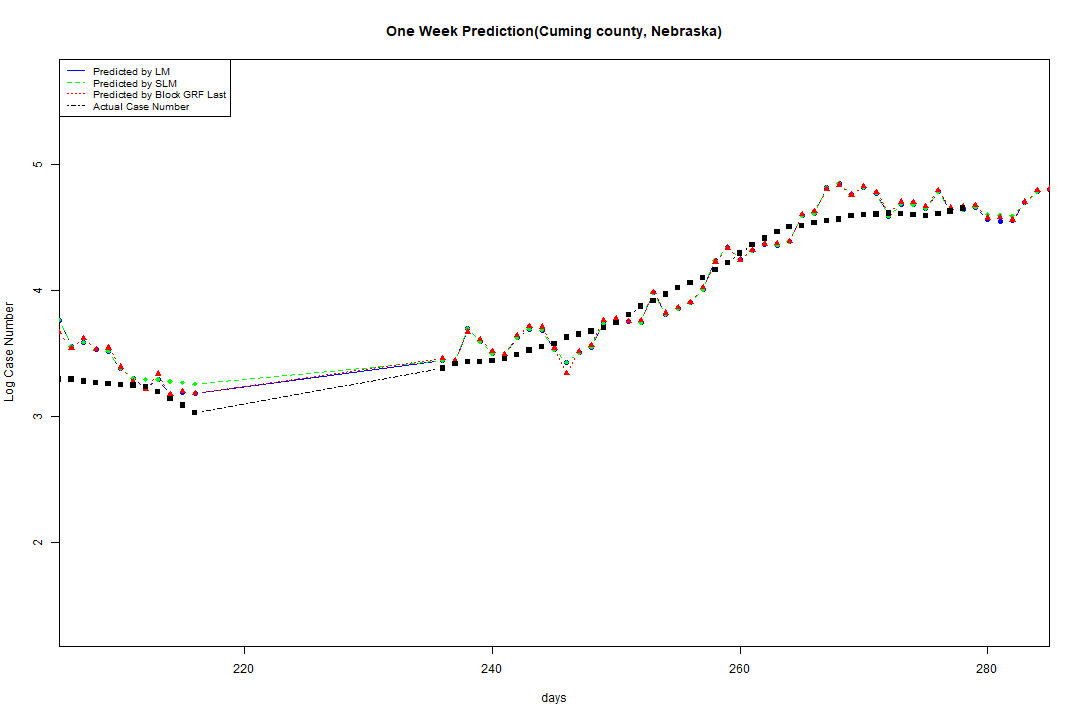 One Week Prediction(Cuming county, Nebraska)
Predicted by LM
Predicted by SLM
Predicted by Block GRF Last
Actual Case Number
5
4
3
2
Log Case Number
220
240
260
280
days